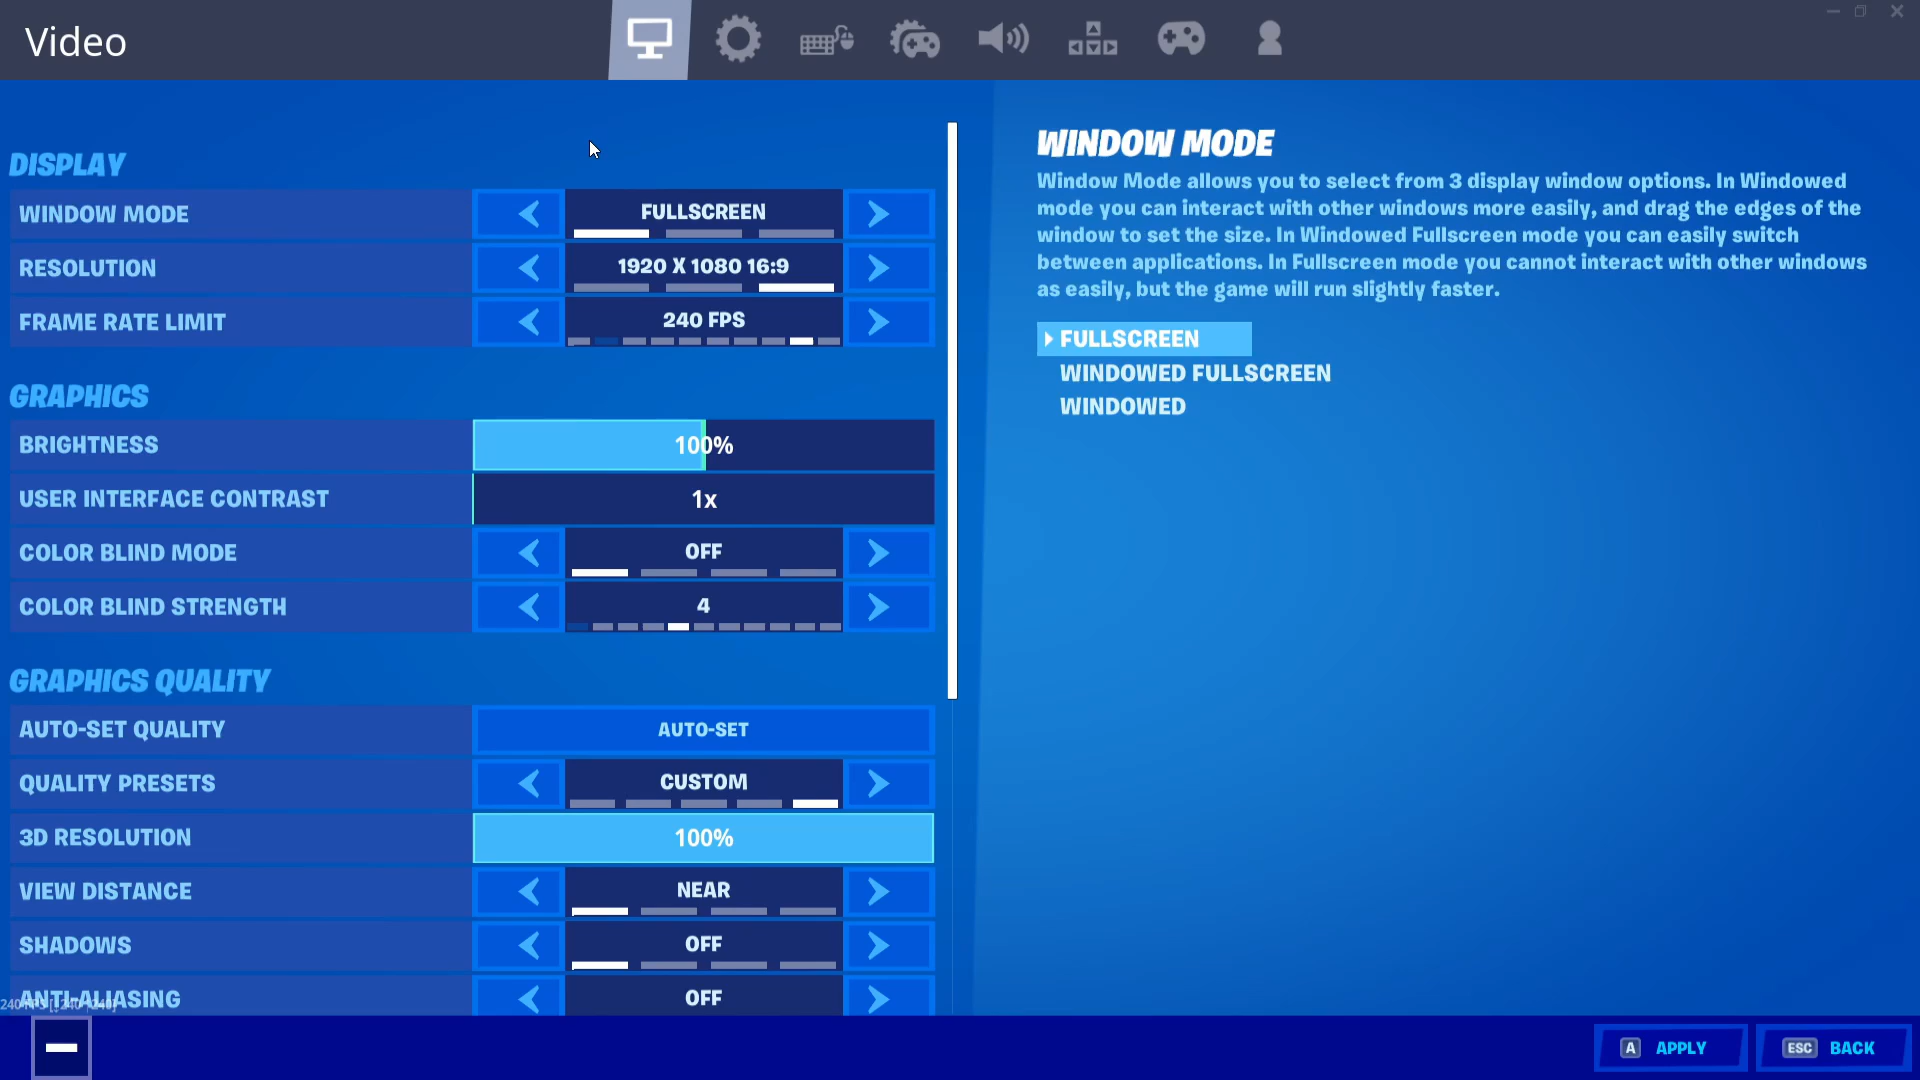 Video
DISPLAY
WINDOW MODE
FULLSCREEN
RESOLUTION
1920 X 1080 16:9
FRAME RATE LIMIT
240 FPS
GRAPHICS
BRIGHTNESS
100%
USER INTERFACE CONTRAST
1x
COLOR BLIND MODE
OFF
COLOR BLIND STRENGTH
4
GRAPHICS QUALITY
AUTO-SET QUALITY
AUTO-SET
QUALITY PRESETS
CUSTOM
3D RESOLUTION
100%
VIEW DISTANCE
NEAR
SHADOWS
OFF
ANTI-ALIASING
OFF
WINDOW MODE
Window Mode allows you to select from 3 display window options. In Windowed
mode you can interact with other windows more easily, and drag the edges of the
window to set the size. In Windowed Fullscreen mode you can easily switch
between applications. In Fullscreen mode you cannot interact with other windows
as easily, but the game will run slightly faster.
FULLSCREEN
WINDOWED FULLSCREEN
WINDOWED
A APPLY
ESC BACK